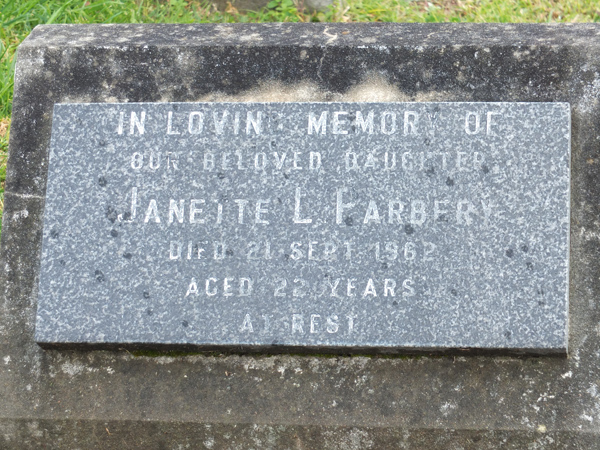 IN LOVING MEMORY OF
OUR BELOVED DAUGHTER
JANETTE L. FARBERY
DIED 21 SEPT 1962
AGED 22 YEARS
AT REST